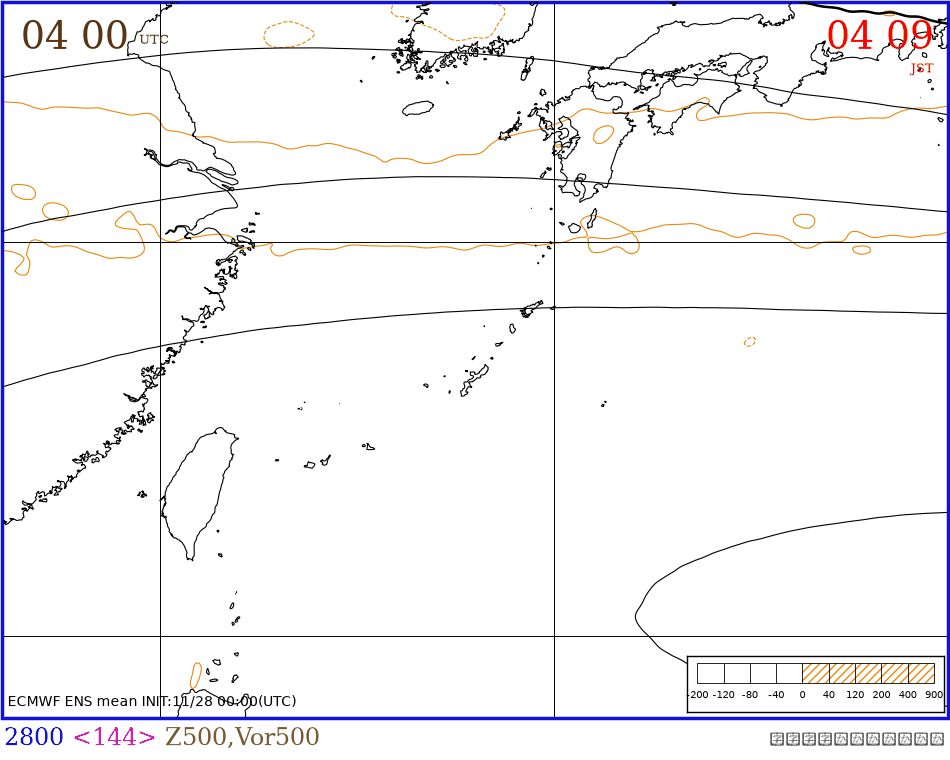 04 00 UTC
04 09
JST
-200 -120 -80 -40 0 40 120 200 400 900
ECMWF ENS mean INIT:11/28 00:00(UTC)
2800 <144> Z500,Vor500